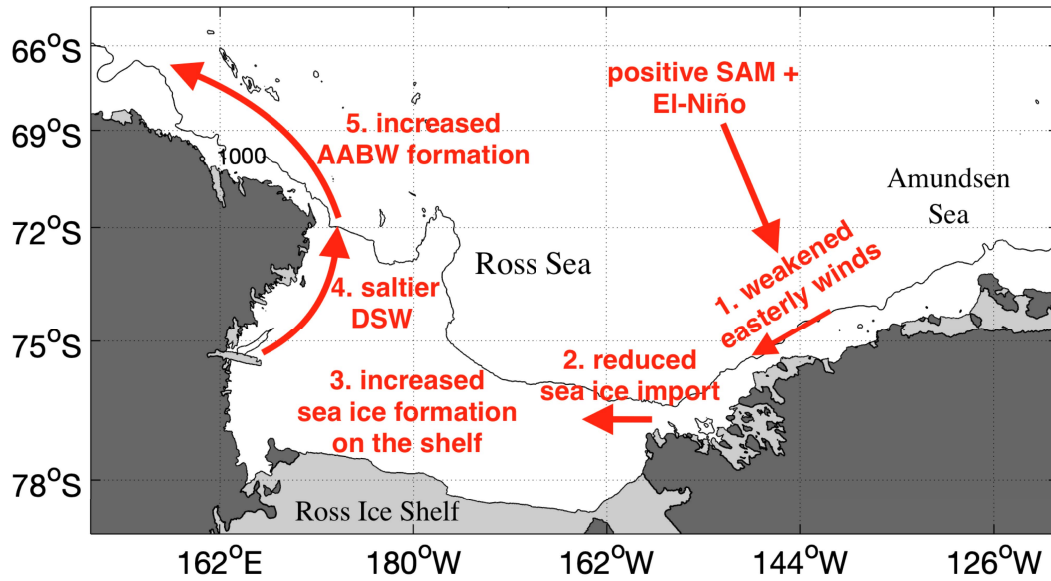 66°S
69°S
72°S
75°S
78°S
162°E
180°W
162°W
144°W
126°W
positive SAM +
El-Niño
Amundsen
Sea
1. weakened
easterly winds
2. reduced
sea ice import
3. increased
sea ice formation
on the shelf
4. saltier
DSW
5. increased
AABW formation
1000
Ross Sea
Ross Ice Shelf